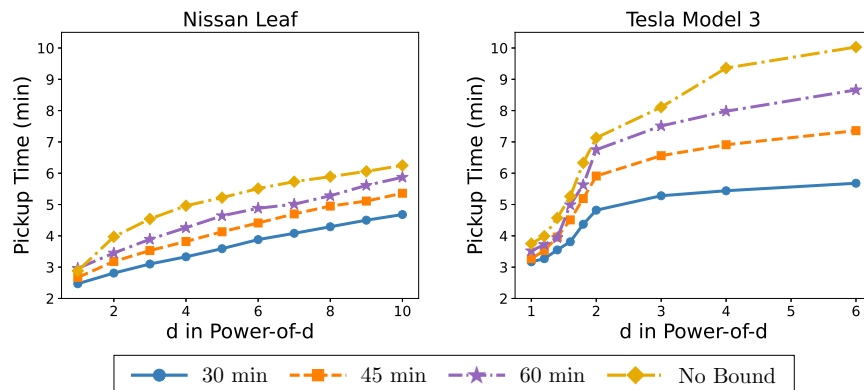 Nissan Leaf
Pickup Time (min)
10
9
8
7
6
5
4
3
2
2 4 6 8 10
d in Power-of-d
Tesla Model 3
Pickup Time (min)
10
9
8
7
6
5
4
3
2
1 2 3 4 5 6
d in Power-of-d
30 min 45 min 60 min No Bound